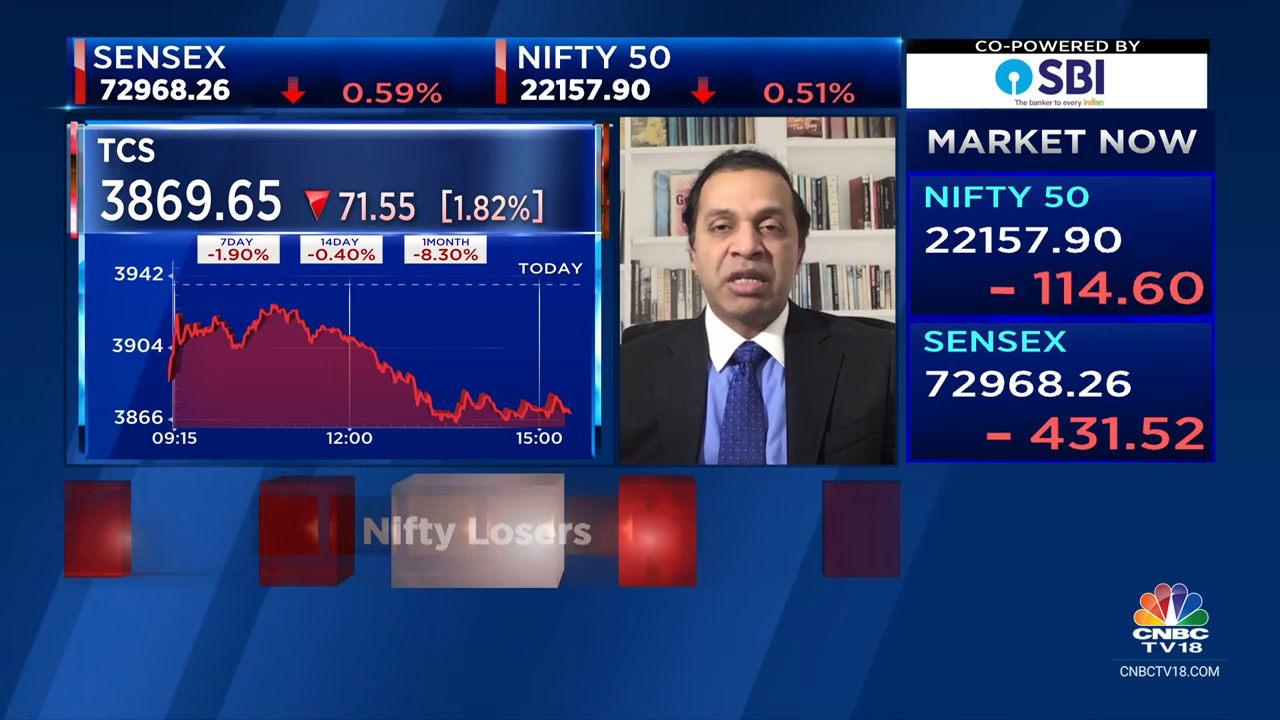 SENSEX
72968.26 0.59%
NIFTY 50
22157.90 0.51%
CO-POWERED BY
SBI
The banker to every Indian
TCS
3869.65 71.55 [1.82%]
7DAY
-1.90%
14DAY
-0.40%
1MONTH
-8.30%
TODAY
3942
3904
3866
09:15 12:00 15:00
MARKET NOW
NIFTY 50
22157.90
- 114.60
SENSEX
72968.26
- 431.52
Nifty Losers
CNBC
TV18
CNBCTV18.COM